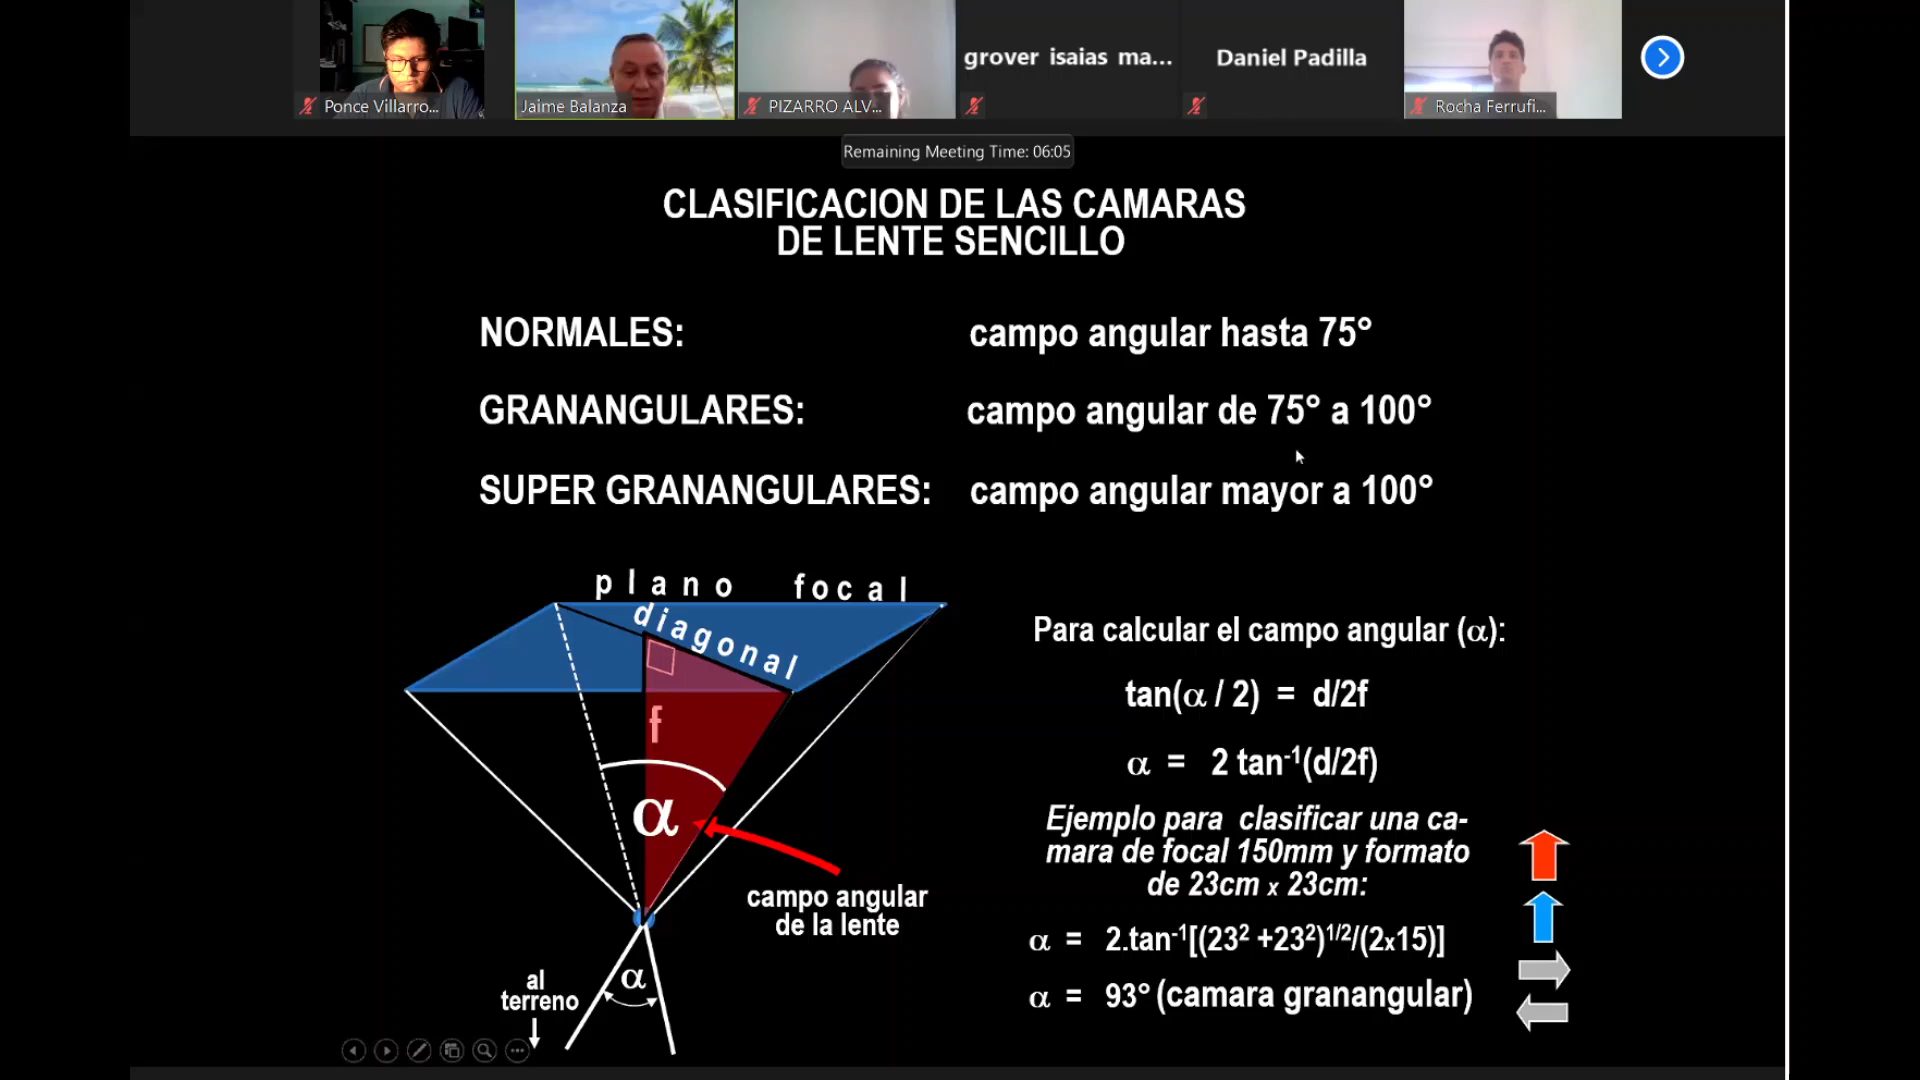 Ponce Villarro...
Jaime Balanza
PIZARRO ALV...
grover isaias ma...
Daniel Padilla
Rocha Ferrufi...
Remaining Meeting Time: 06:05
CLASIFICACION DE LAS CAMARAS
DE LENTE SENCILLO
NORMALES: campo angular hasta 75°
GRANANGULARES: campo angular de 75° a 100°
SUPER GRANANGULARES: campo angular mayor a 100°
plano focal
diagonal
f
α
campo angular
de la lente
α
al
terreno
Para calcular el campo angular (α):
tan(α / 2) = d/2f
α = 2 tan⁻¹(d/2f)
Ejemplo para clasificar una ca-
mara de focal 150mm y formato
de 23cm x 23cm:
α = 2.tan⁻¹[(23² +23²)¹/²/(2x15)]
α = 93° (camara granangular)